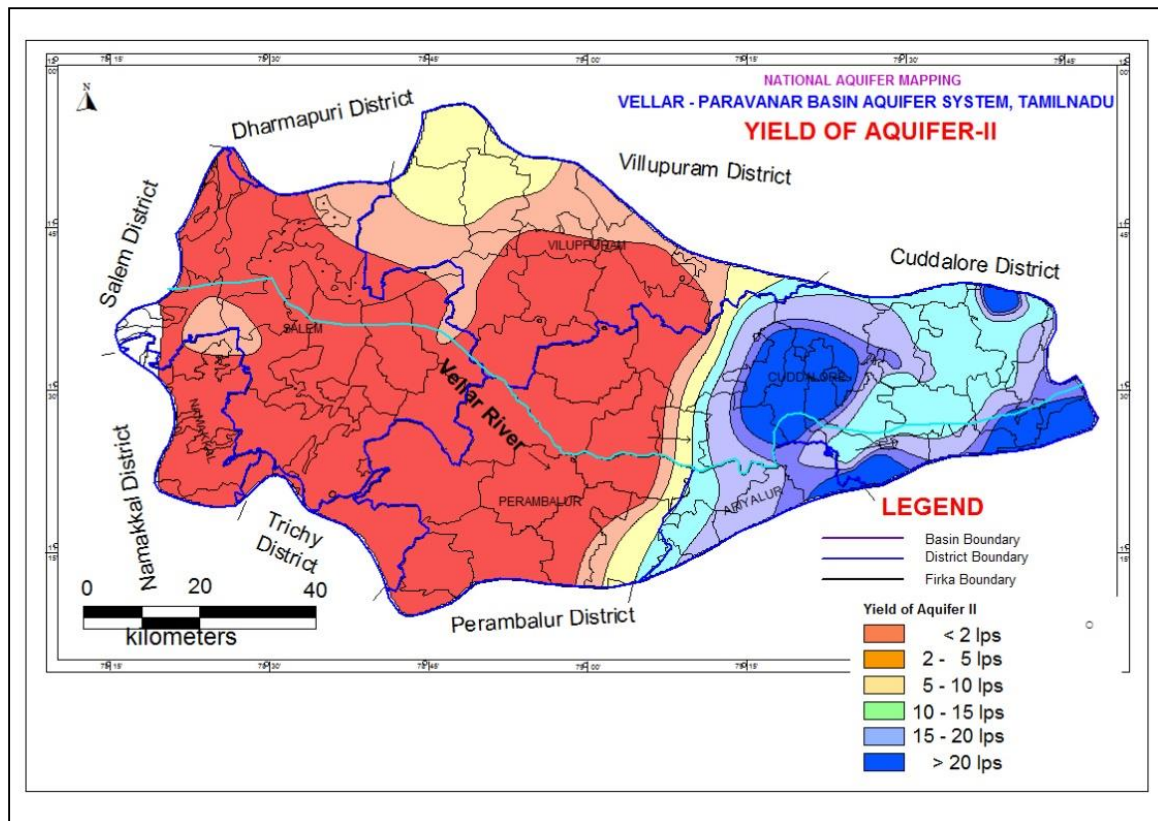 NATIONAL AQUIFER MAPPING
VELLAR - PARAVANAR BASIN AQUIFER SYSTEM, TAMILNADU
YIELD OF AQUIFER-II
N
Dharmapuri District
Villupuram District
Salem District
Cuddalore District
VILUPPURAM
SALEM
CUDDALORE
Vellar River
NAMAKKAL
Namakkal District
PERAMBALUR
ARIYALUR
Trichy
District
Perambalur District
0 20 40
kilometers
LEGEND
Basin Boundary
District Boundary
Firka Boundary
Yield of Aquifer II
< 2 lps
2 - 5 lps
5 - 10 lps
10 - 15 lps
15 - 20 lps
> 20 lps